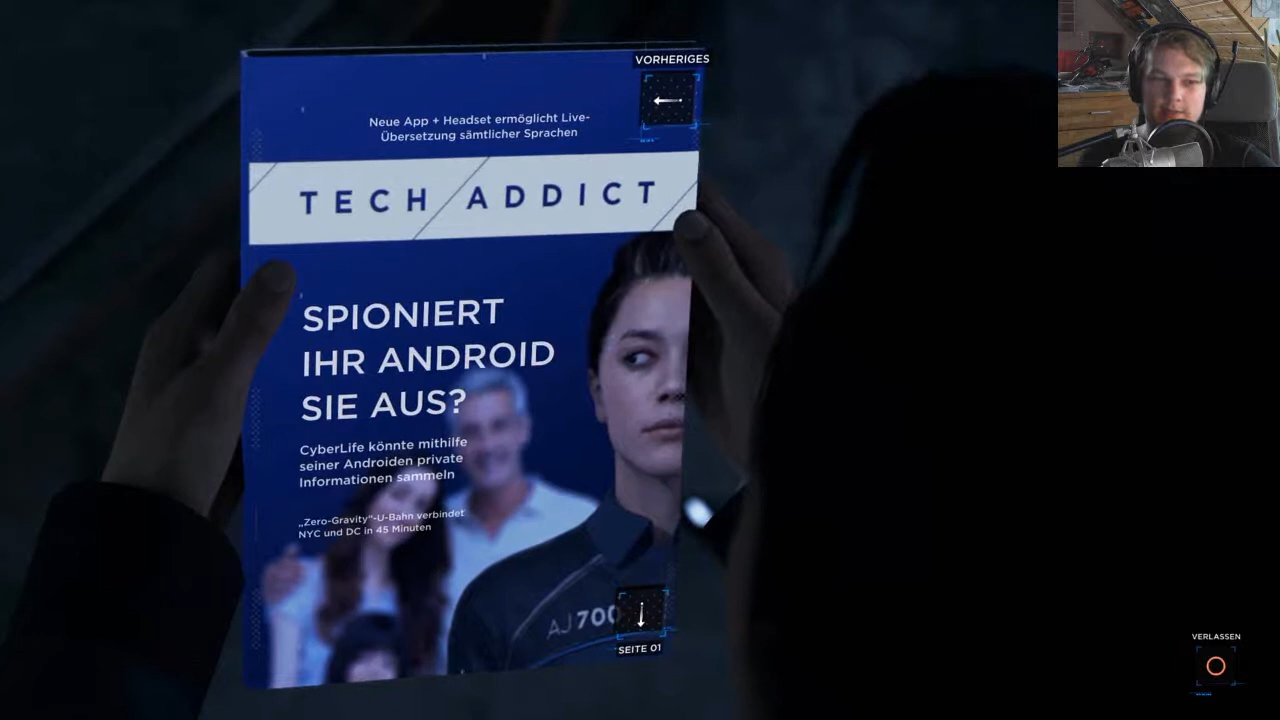 VORHERIGES
Neue App + Headset ermöglicht Live-
Übersetzung sämtlicher Sprachen
TECH ADDICT
SPIONIERT
IHR ANDROID
SIE AUS?
CyberLife könnte mithilfe
seiner Androiden private
Informationen sammeln
„Zero-Gravity“-U-Bahn verbindet
NYC und DC in 45 Minuten
AJ700
SEITE 01
VERLASSEN